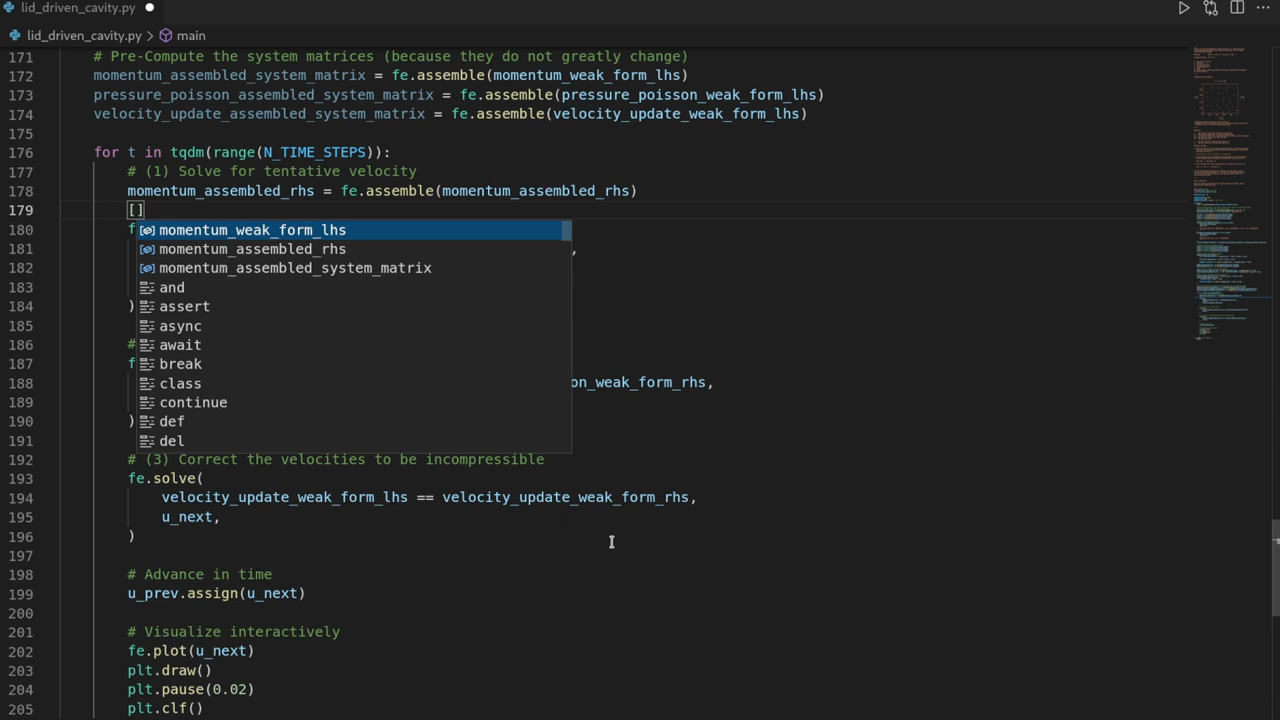 lid_driven_cavity.py
lid_driven_cavity.py > main
171 # Pre-Compute the system matrices (because they do not greatly change)
172 momentum_assembled_system_matrix = fe.assemble(momentum_weak_form_lhs)
173 pressure_poisson_assembled_system_matrix = fe.assemble(pressure_poisson_weak_form_lhs)
174 velocity_update_assembled_system_matrix = fe.assemble(velocity_update_weak_form_lhs)
175
176 for t in tqdm(range(N_TIME_STEPS)):
177 # (1) Solve for tentative velocity
178 momentum_assembled_rhs = fe.assemble(momentum_assembled_rhs)
179 []
180 f momentum_weak_form_lhs
181 momentum_assembled_rhs ,
182 momentum_assembled_system_matrix
183 and
184 ) assert
185 async
186 # await
187 f break
188 class on_weak_form_rhs,
189 continue
190 ) def
191 del
192 # (3) Correct the velocities to be incompressible
193 fe.solve(
194 velocity_update_weak_form_lhs == velocity_update_weak_form_rhs,
195 u_next,
196 )
197
198 # Advance in time
199 u_prev.assign(u_next)
200
201 # Visualize interactively
202 fe.plot(u_next)
203 plt.draw()
204 plt.pause(0.02)
205 plt.clf()